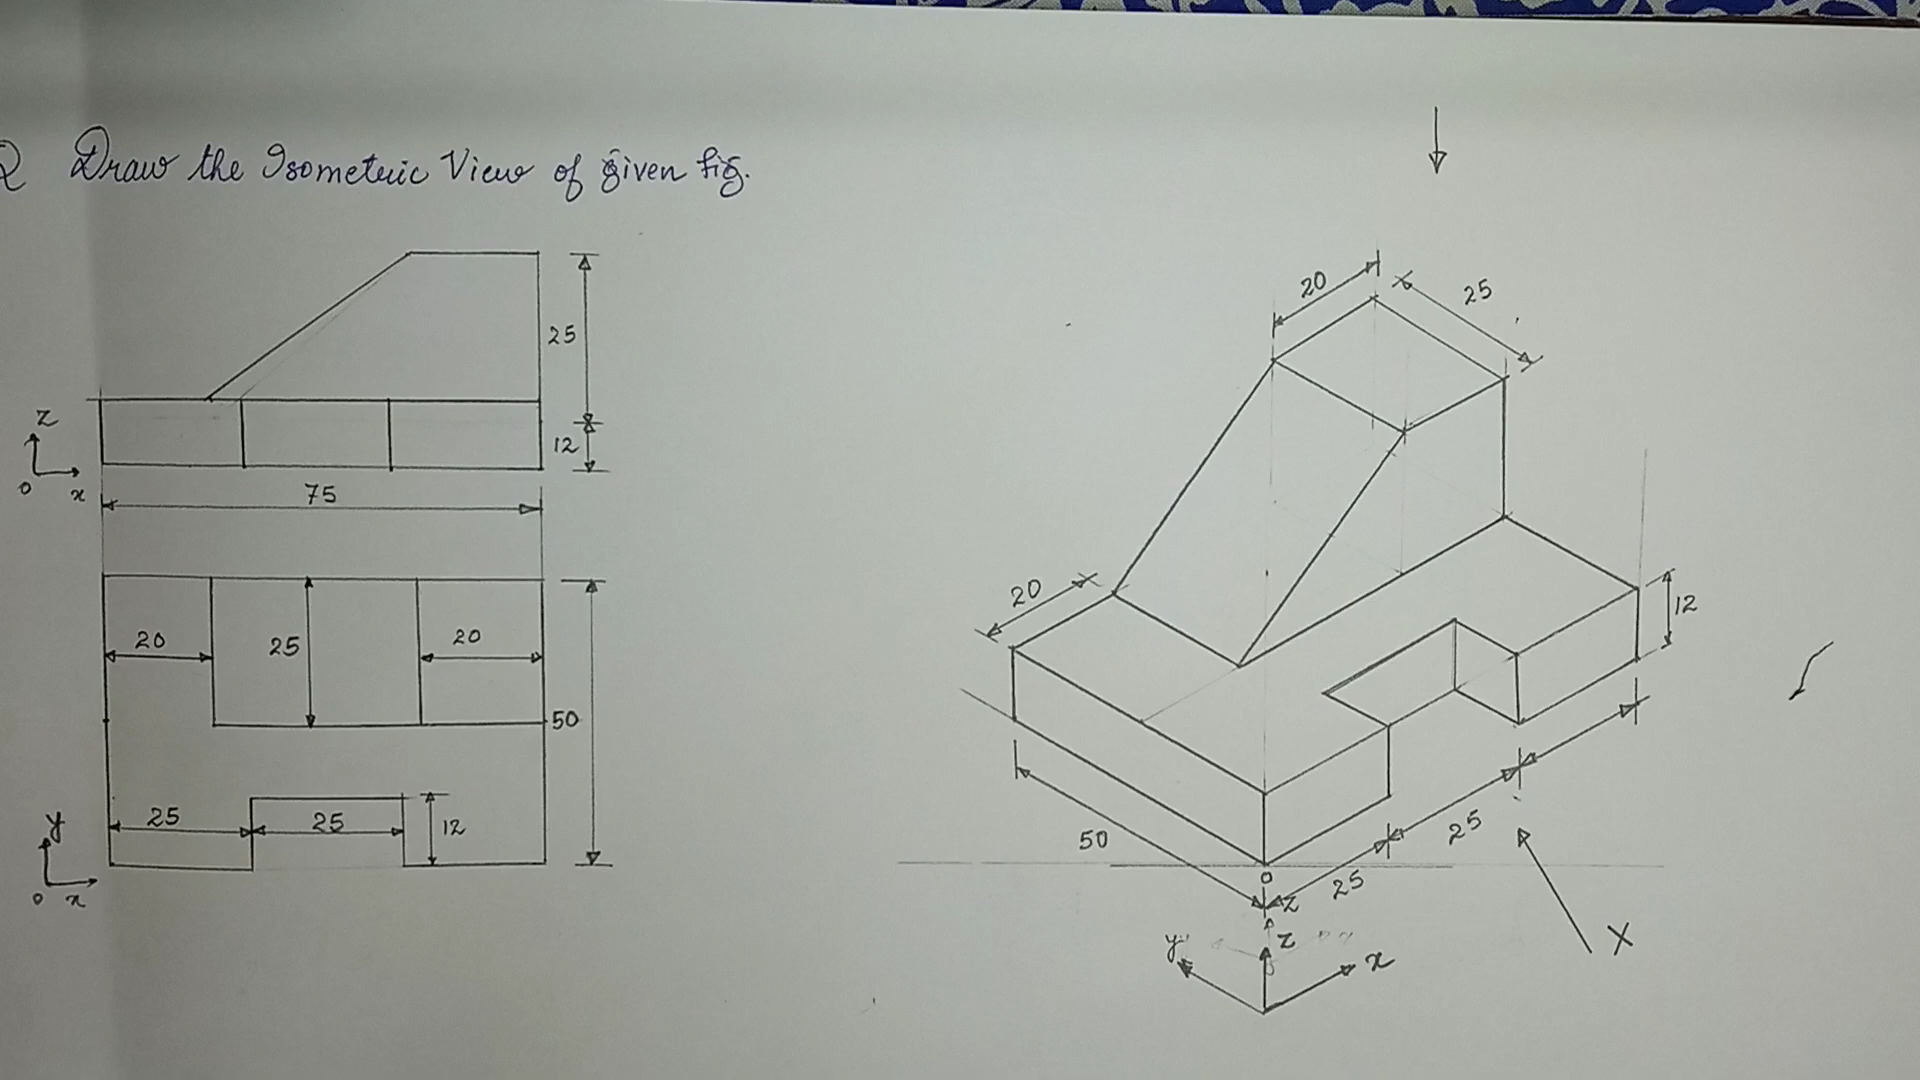 Q Draw the Isometric View of given fig.
25
12
z
o x
75
20 25 20
50
25 25 12
y
o x
20 25
20
12
50
25
25
o
z
z
y x
X